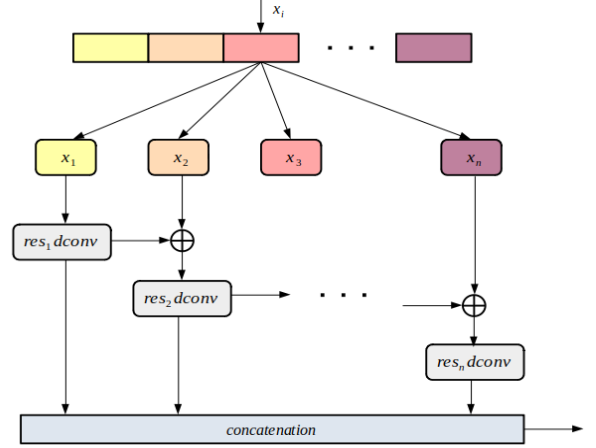 x_i
x_1
x_2
x_3
x_n
res_1 dconv
res_2 dconv
res_n dconv
concatenation